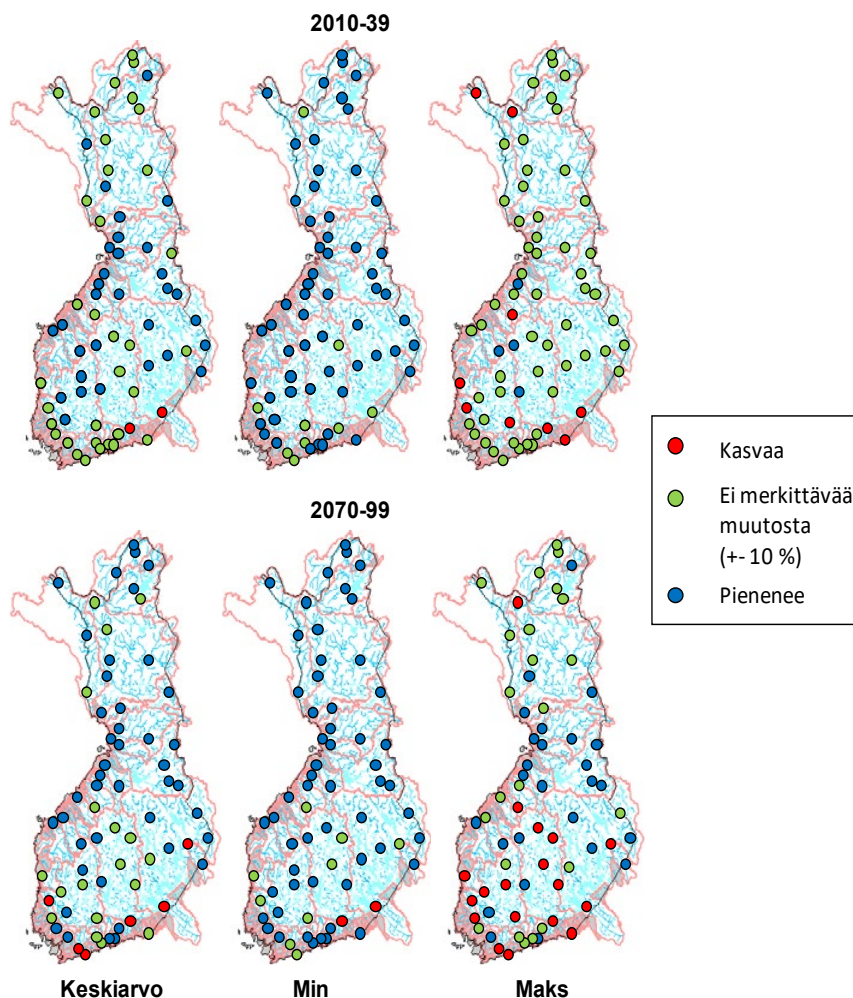 2010-39
Kasvaa
Ei merkittävää
muutosta
(+- 10 %)
Pienenee
2070-99
Keskiarvo
Min
Maks